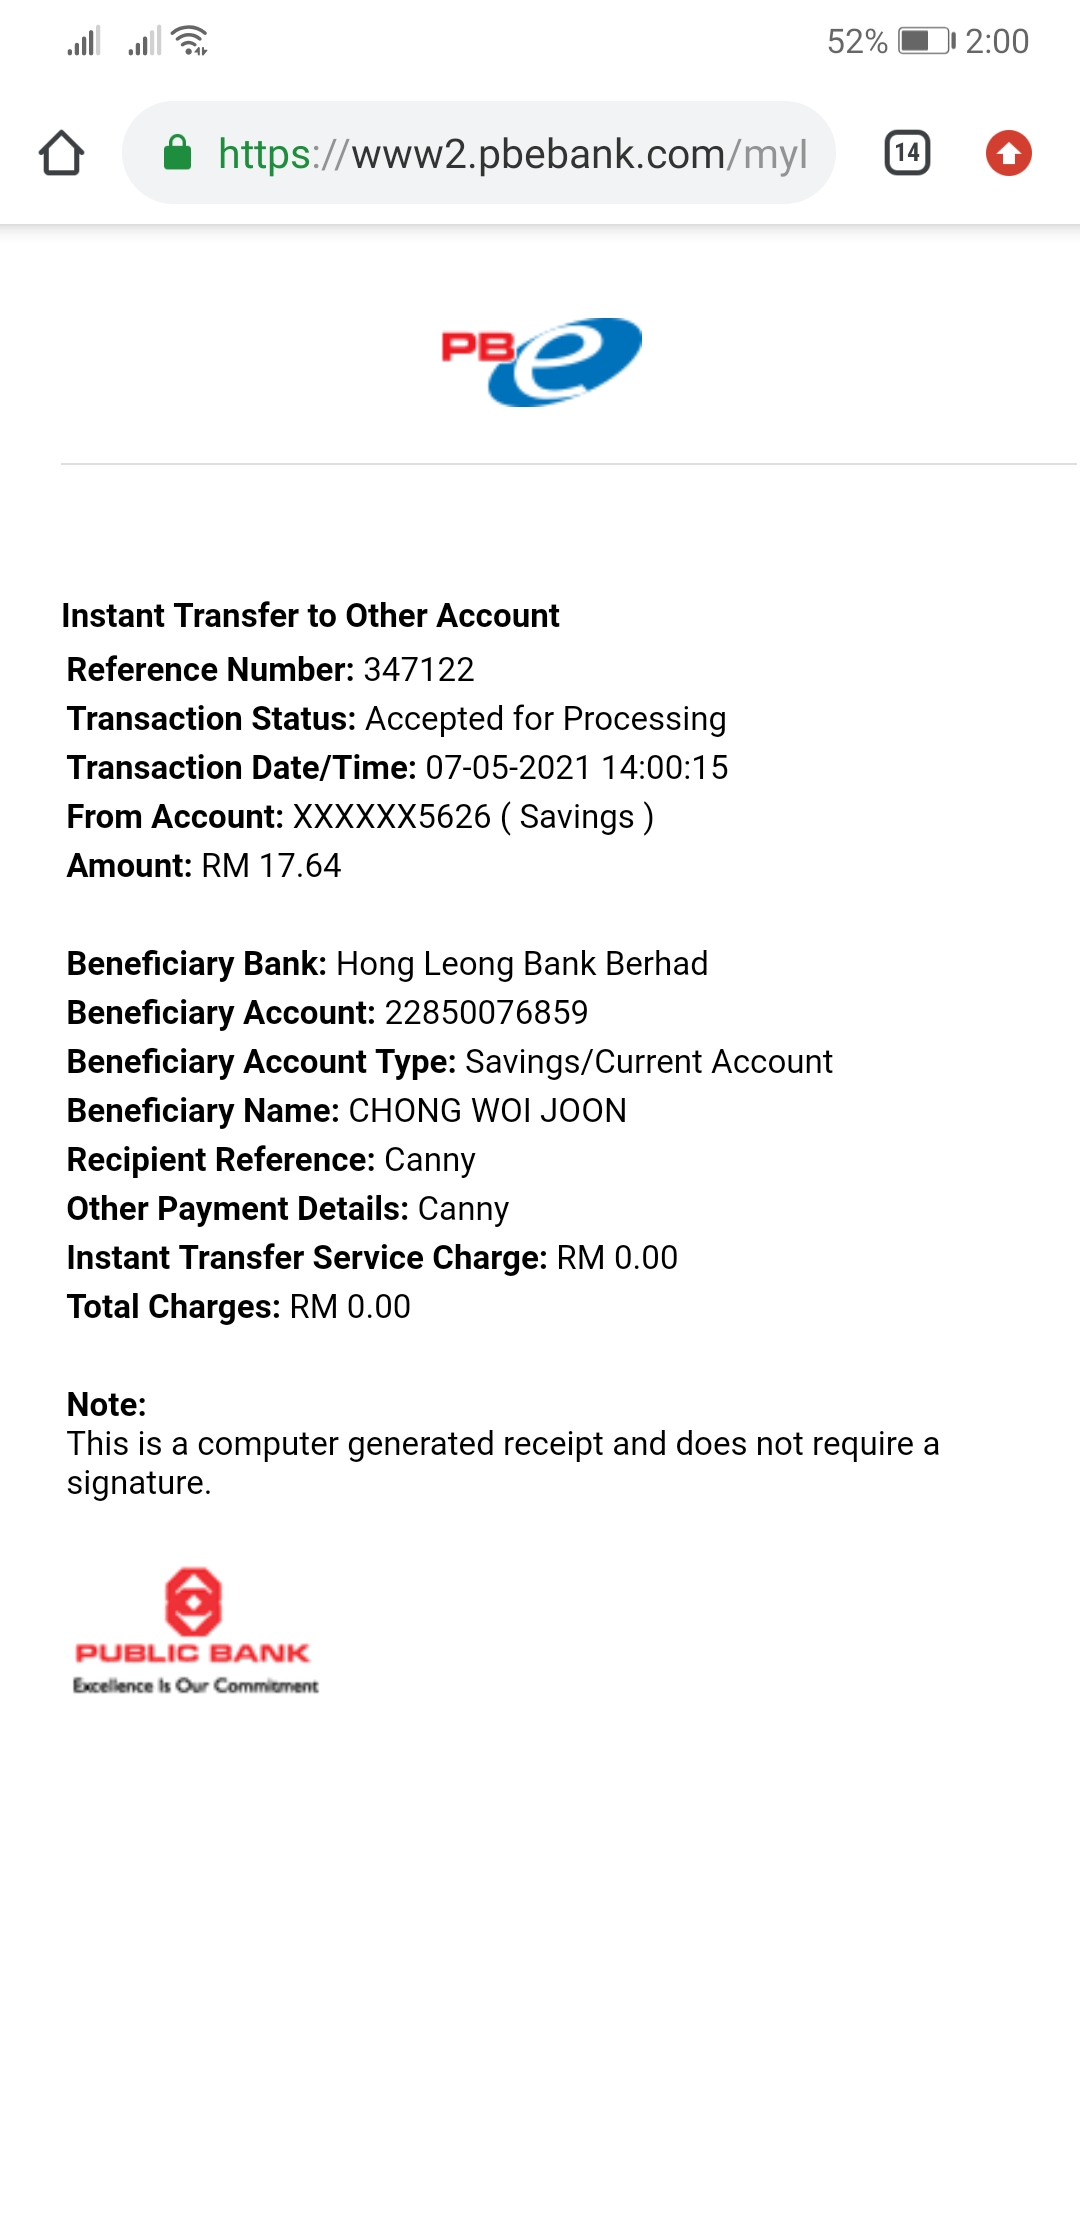 52% 2:00
https://www2.pbebank.com/myl
14
PBe
Instant Transfer to Other Account
Reference Number: 347122
Transaction Status: Accepted for Processing
Transaction Date/Time: 07-05-2021 14:00:15
From Account: XXXXXX5626 ( Savings )
Amount: RM 17.64
Beneficiary Bank: Hong Leong Bank Berhad
Beneficiary Account: 22850076859
Beneficiary Account Type: Savings/Current Account
Beneficiary Name: CHONG WOI JOON
Recipient Reference: Canny
Other Payment Details: Canny
Instant Transfer Service Charge: RM 0.00
Total Charges: RM 0.00
Note:
This is a computer generated receipt and does not require a
signature.
PUBLIC BANK
Excellence Is Our Commitment